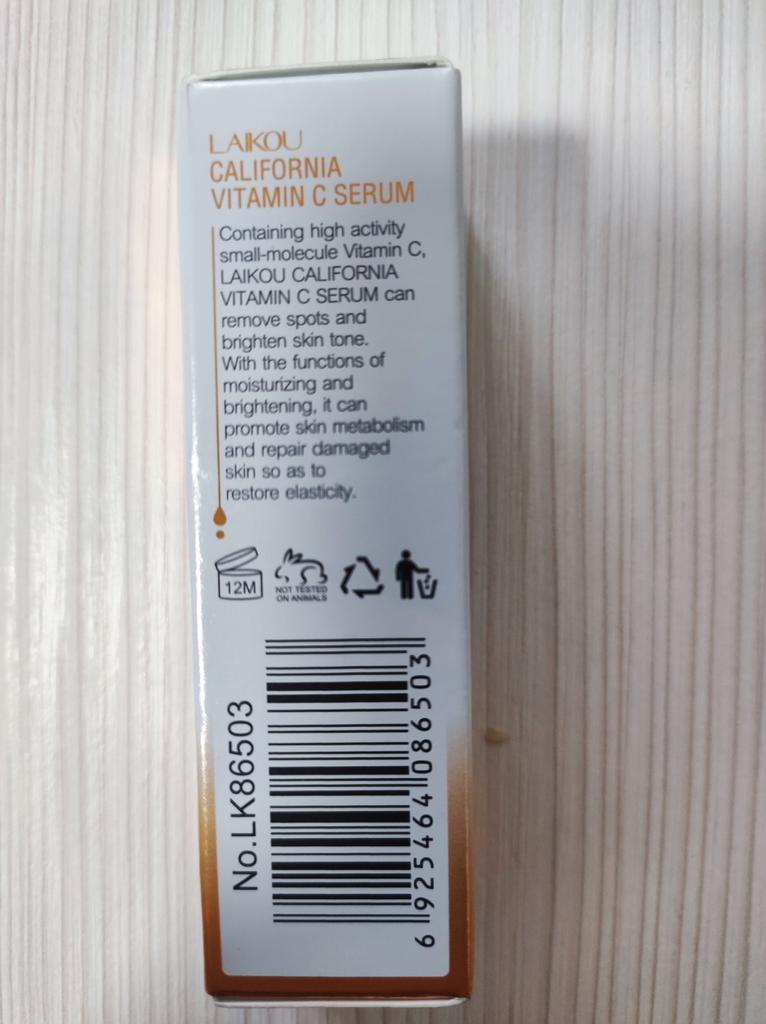 LAIKOU
CALIFORNIA
VITAMIN C SERUM
Containing high activity
small-molecule Vitamin C,
LAIKOU CALIFORNIA
VITAMIN C SERUM can
remove spots and
brighten skin tone.
With the functions of
moisturizing and
brightening, it can
promote skin metabolism
and repair damaged
skin so as to
restore elasticity.
12M
NOT TESTED
ON ANIMALS
No.LK86503
6 925464 086503